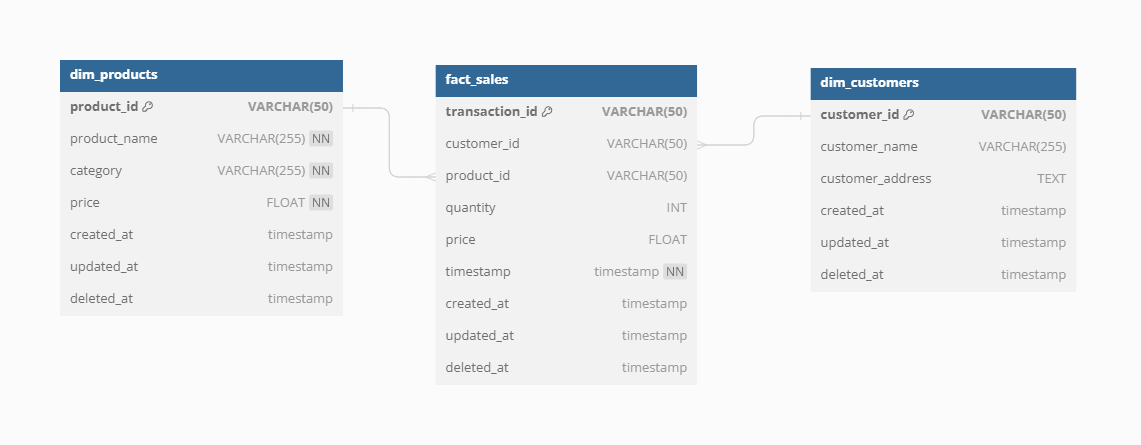 dim_products
product_id VARCHAR(50)
product_name VARCHAR(255) NN
category VARCHAR(255) NN
price FLOAT NN
created_at timestamp
updated_at timestamp
deleted_at timestamp
fact_sales
transaction_id VARCHAR(50)
customer_id VARCHAR(50)
product_id VARCHAR(50)
quantity INT
price FLOAT
timestamp timestamp NN
created_at timestamp
updated_at timestamp
deleted_at timestamp
dim_customers
customer_id VARCHAR(50)
customer_name VARCHAR(255)
customer_address TEXT
created_at timestamp
updated_at timestamp
deleted_at timestamp